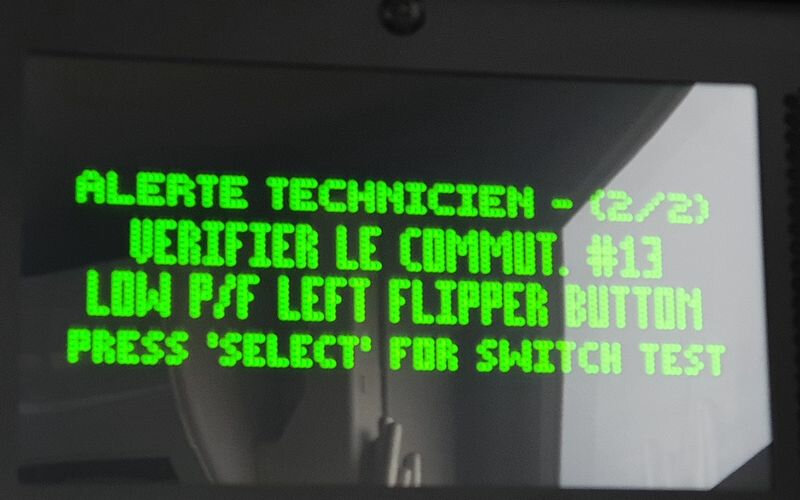 ALERTE TECHNICIEN - (2/2)
VERIFIER LE COMMUT. #13
LOW P/F LEFT FLIPPER BUTTON
PRESS 'SELECT' FOR SWITCH TEST